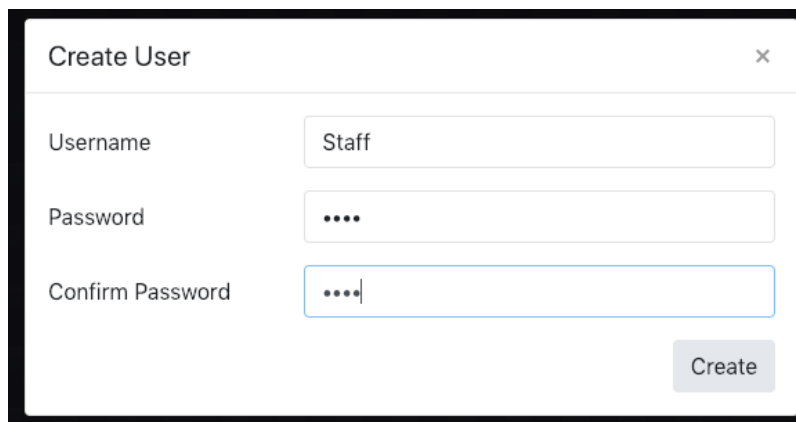 Create User ×
Username Staff
Password ••••
Confirm Password ••••
Create